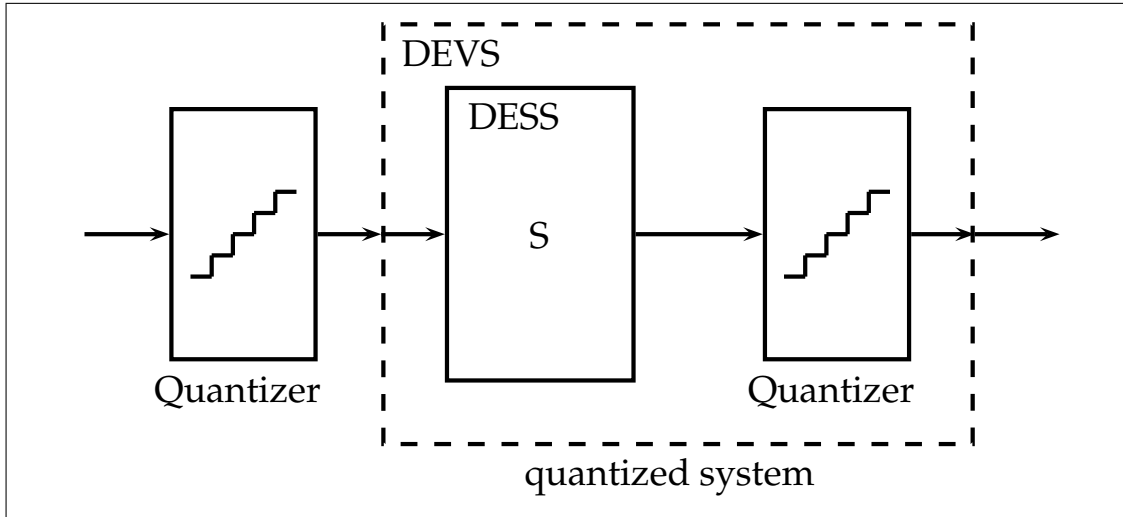 DEVS
DESS
S
Quantizer
Quantizer
quantized system